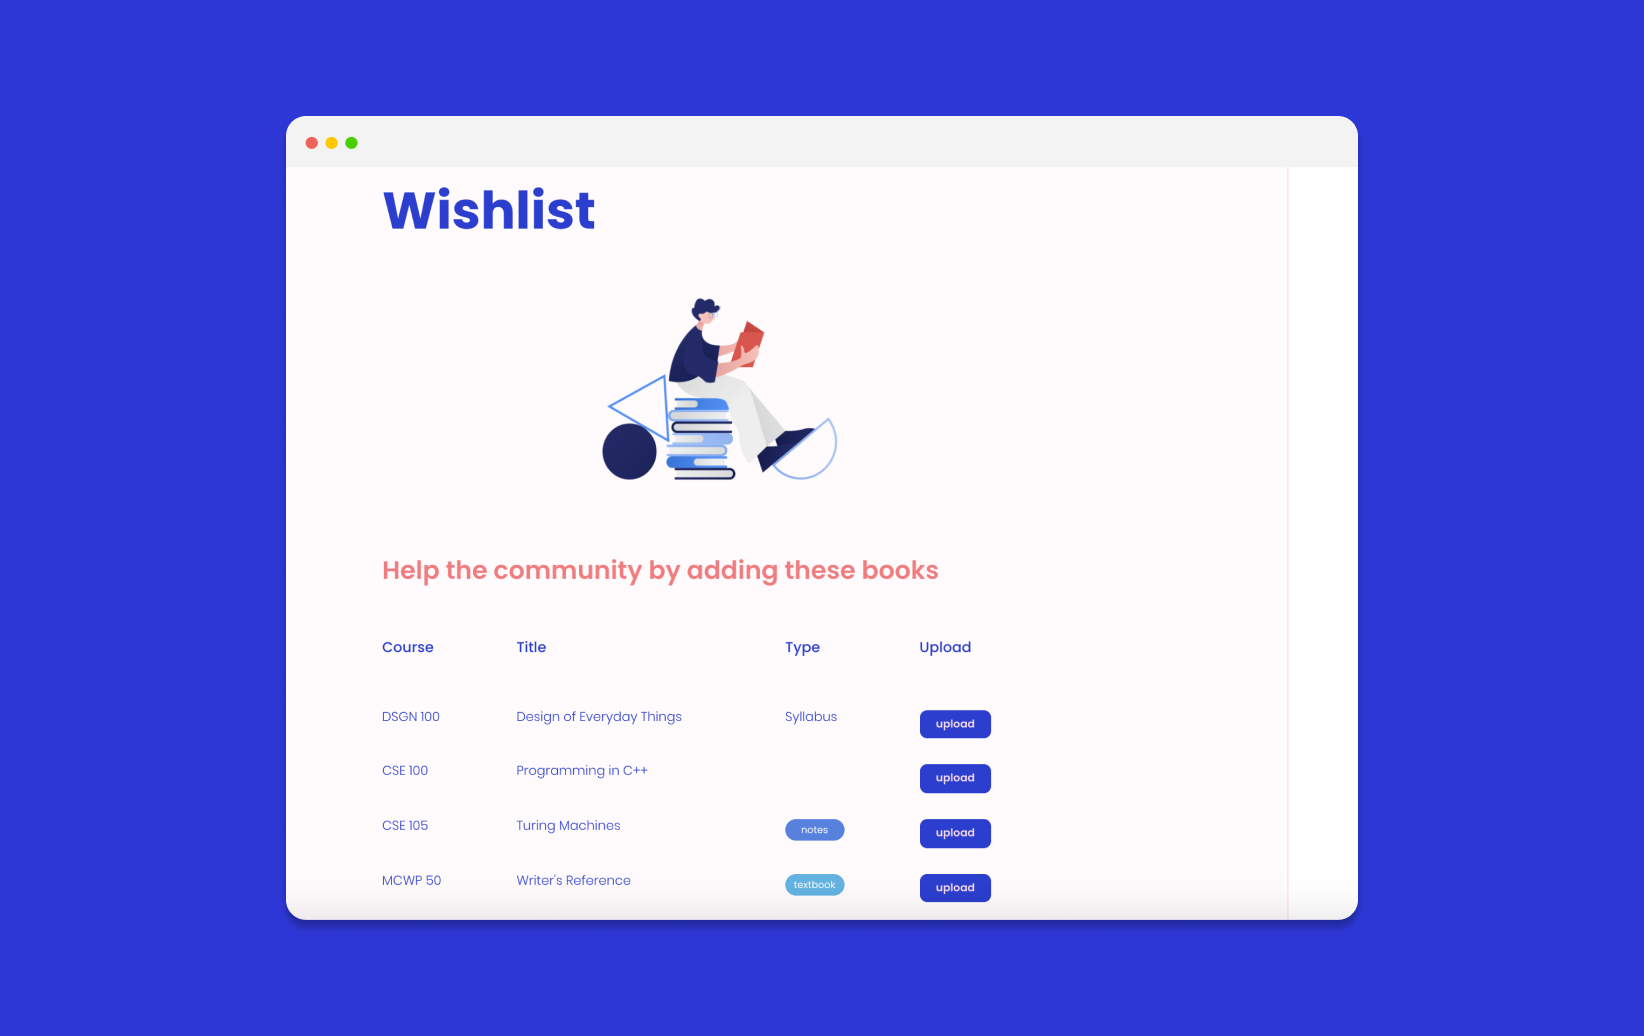 Wishlist
Help the community by adding these books
Course Title Type Upload
DSGN 100 Design of Everyday Things Syllabus upload
CSE 100 Programming in C++ upload
CSE 105 Turing Machines notes upload
MCWP 50 Writer's Reference textbook upload